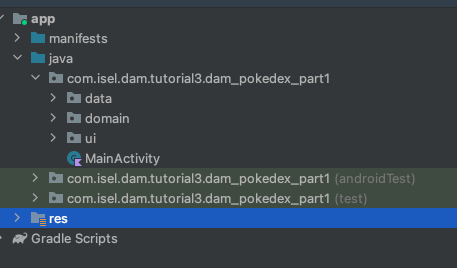 app
manifests
java
com.isel.dam.tutorial3.dam_pokedex_part1
data
domain
ui
MainActivity
com.isel.dam.tutorial3.dam_pokedex_part1 (androidTest)
com.isel.dam.tutorial3.dam_pokedex_part1 (test)
res
Gradle Scripts